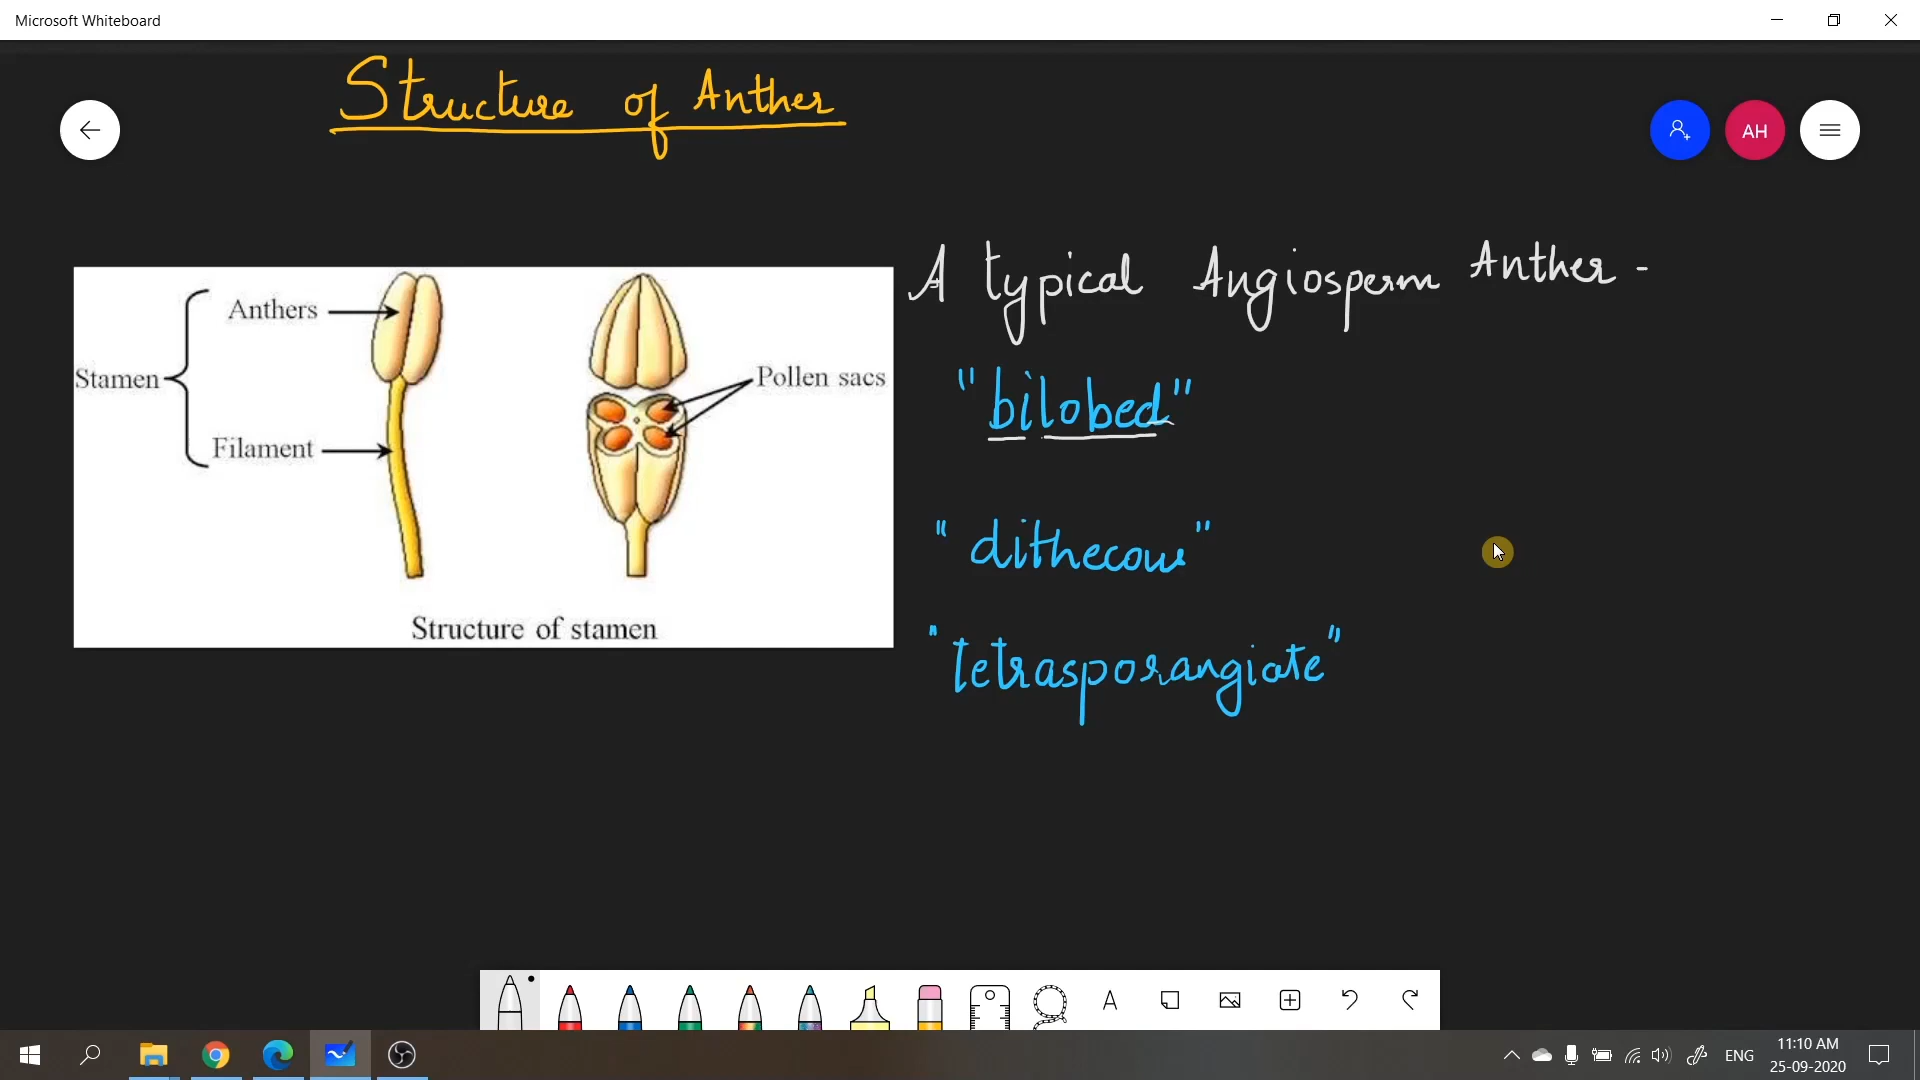 Microsoft Whiteboard
Structure of Anther
AH
A typical Angiosperm Anther -
Anthers
"bilobed"
Stamen
Pollen sacs
Filament
"dithecous"
Structure of stamen
"tetrasporangiate"
A
ENG
11:10 AM
25-09-2020